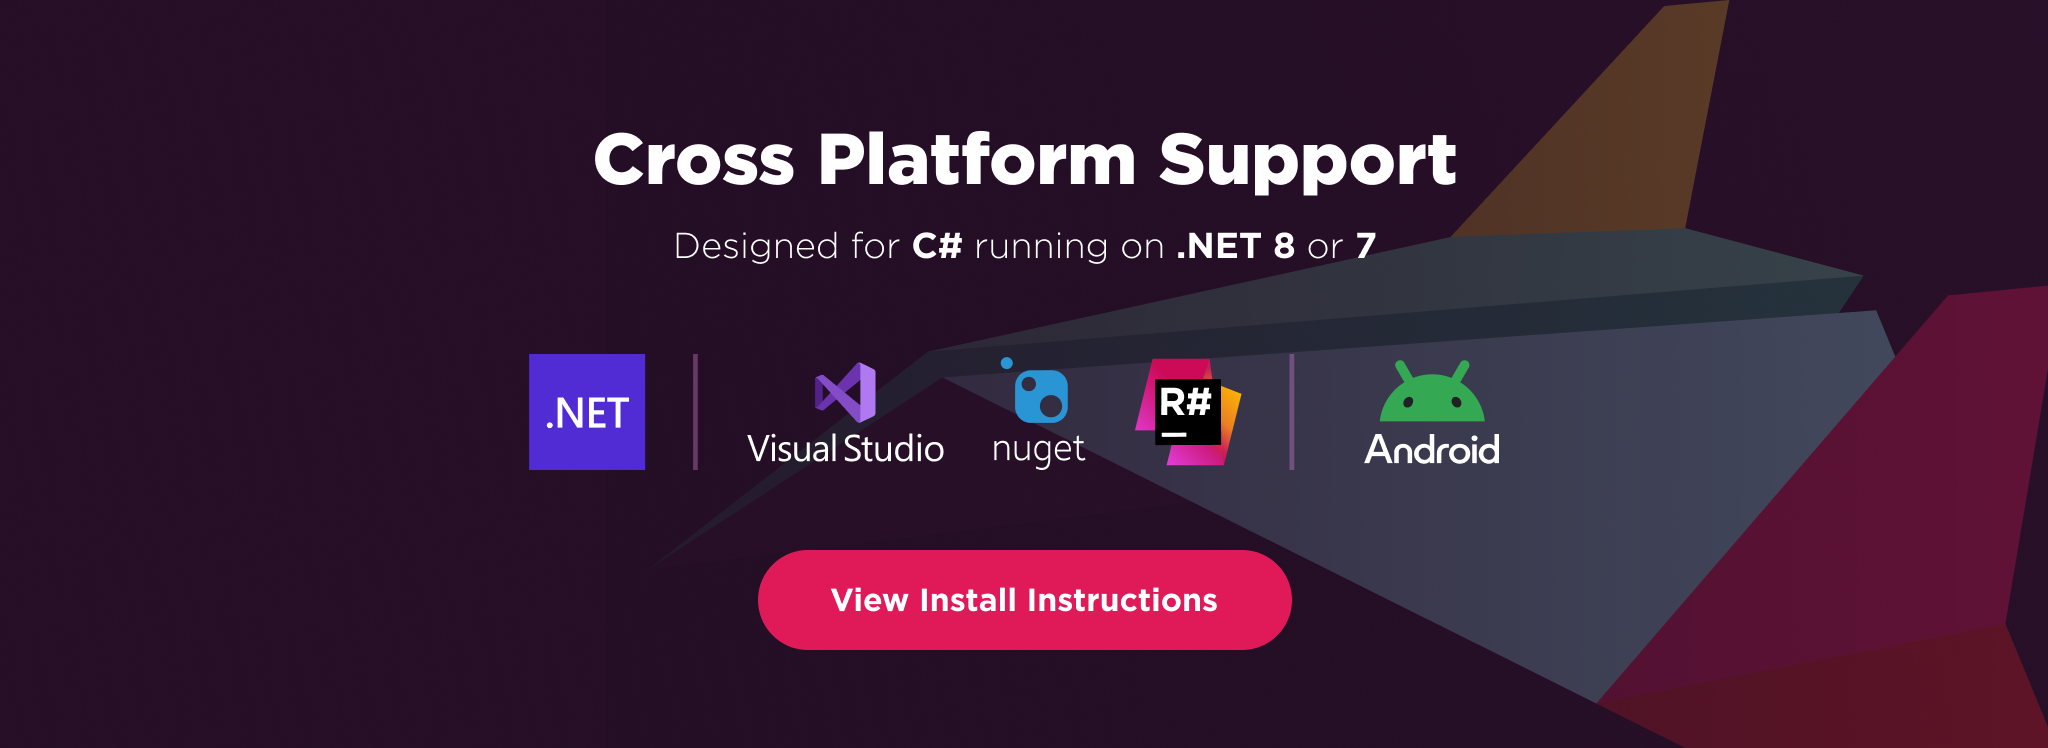 Cross Platform Support
Designed for C# running on .NET 8 or 7
.NET
Visual Studio
nuget
R#
Android
View Install Instructions